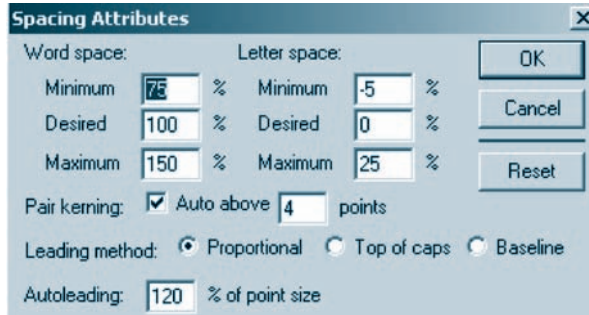 Spacing Attributes
Word space: Letter space: OK
Minimum 75 % Minimum -5 %
Desired 100 % Desired 0 % Cancel
Maximum 150 % Maximum 25 % Reset
Pair kerning: Auto above 4 points
Leading method: Proportional Top of caps Baseline
Autoleading: 120 % of point size